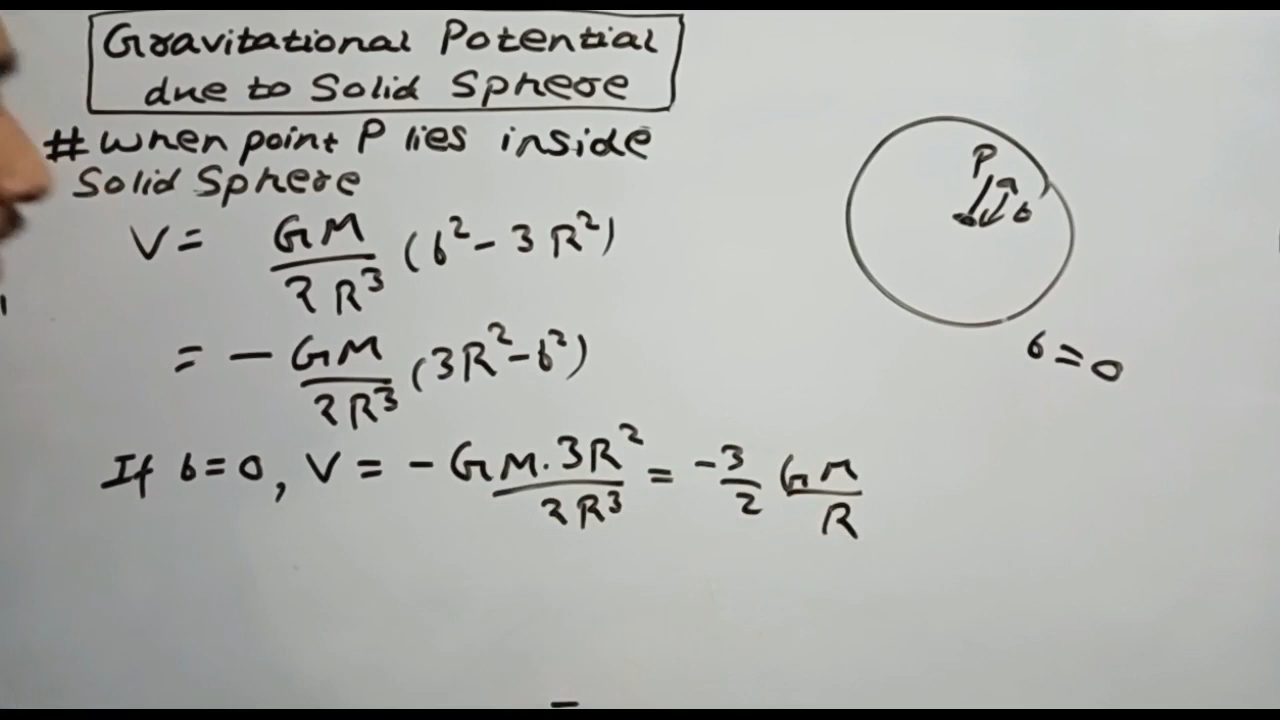 Gravitational Potential
due to Solid Sphere
# When point P lies inside
Solid Sphere
V = GM/2R³ (b² - 3R²)
= - GM/2R³ (3R² - b²)
If b = 0, V = - GM.3R²/2R³ = -3/2 GM/R
P
b
b = 0